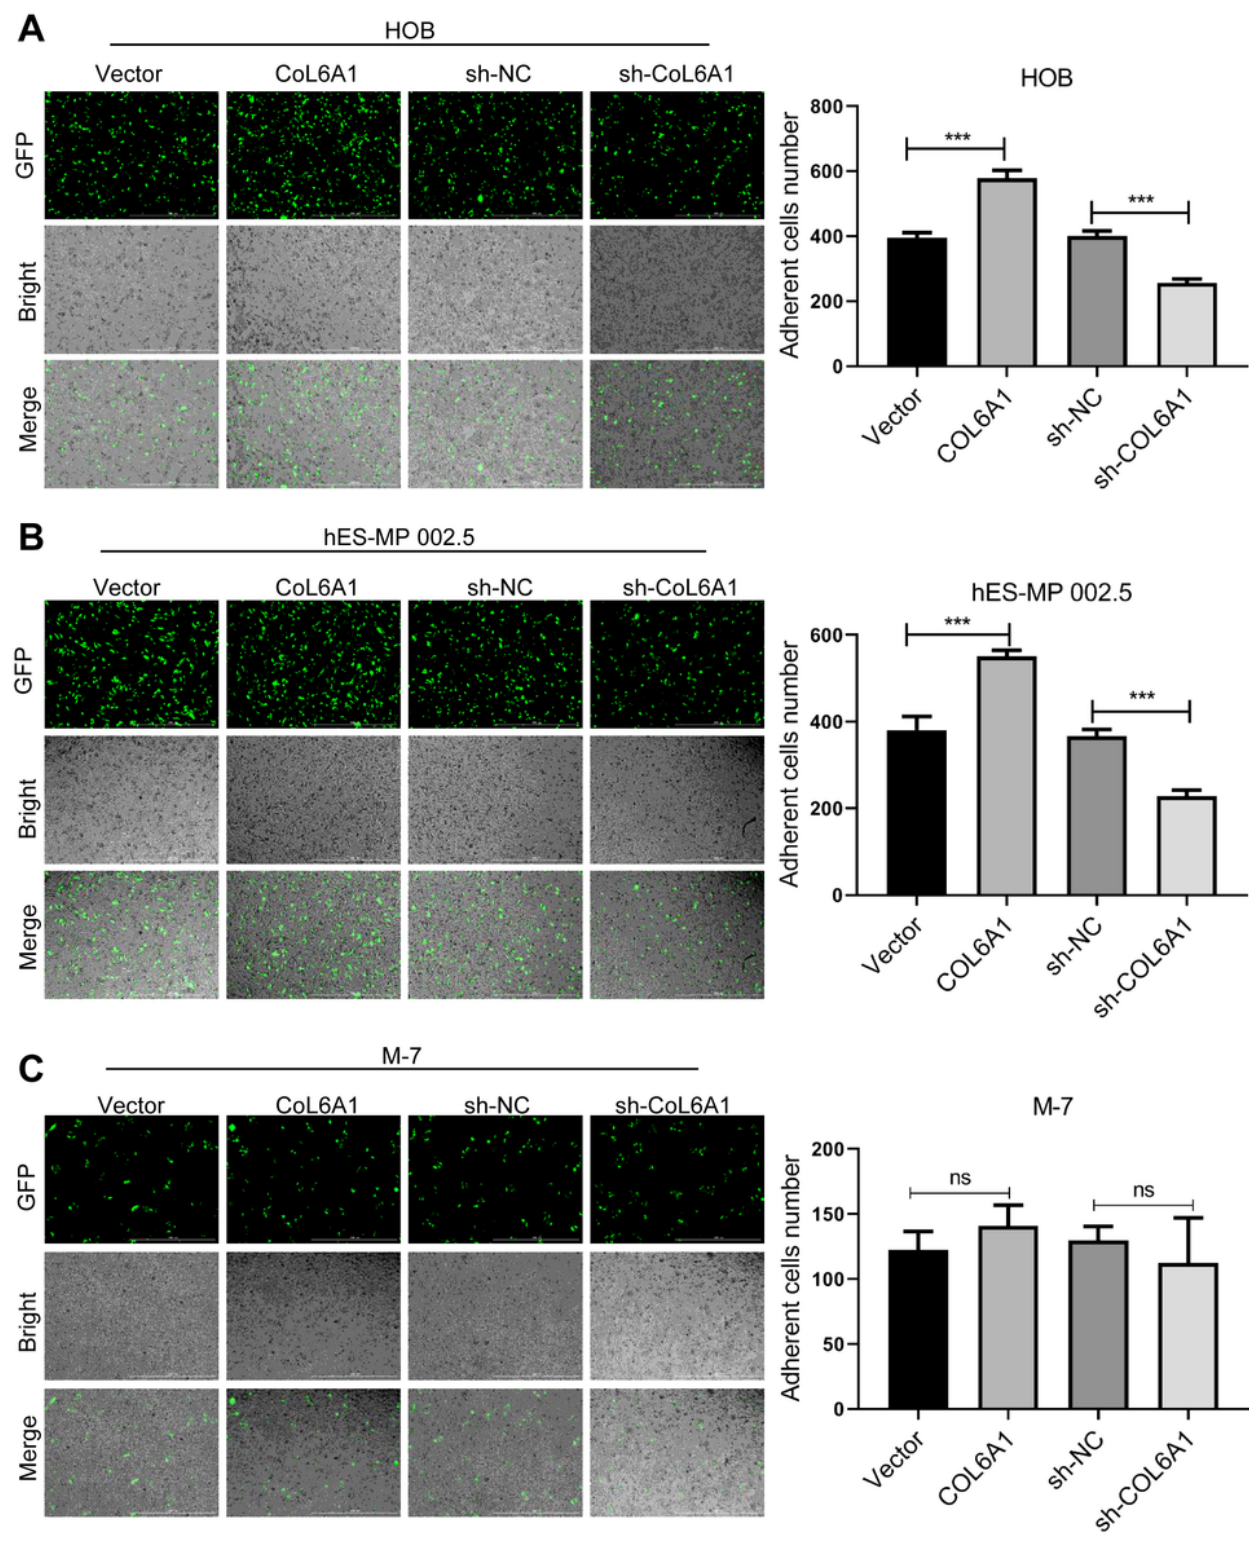 A
HOB
Vector CoL6A1 sh-NC sh-CoL6A1
GFP
Bright
Merge
HOB
Adherent cells number
800
600
400
200
0
***
***
Vector
COL6A1
sh-NC
sh-COL6A1
B
hES-MP 002.5
Vector CoL6A1 sh-NC sh-CoL6A1
GFP
Bright
Merge
hES-MP 002.5
Adherent cells number
600
400
200
0
***
***
Vector
COL6A1
sh-NC
sh-COL6A1
C
M-7
Vector CoL6A1 sh-NC sh-CoL6A1
GFP
Bright
Merge
M-7
Adherent cells number
200
150
100
50
0
ns
ns
Vector
COL6A1
sh-NC
sh-COL6A1